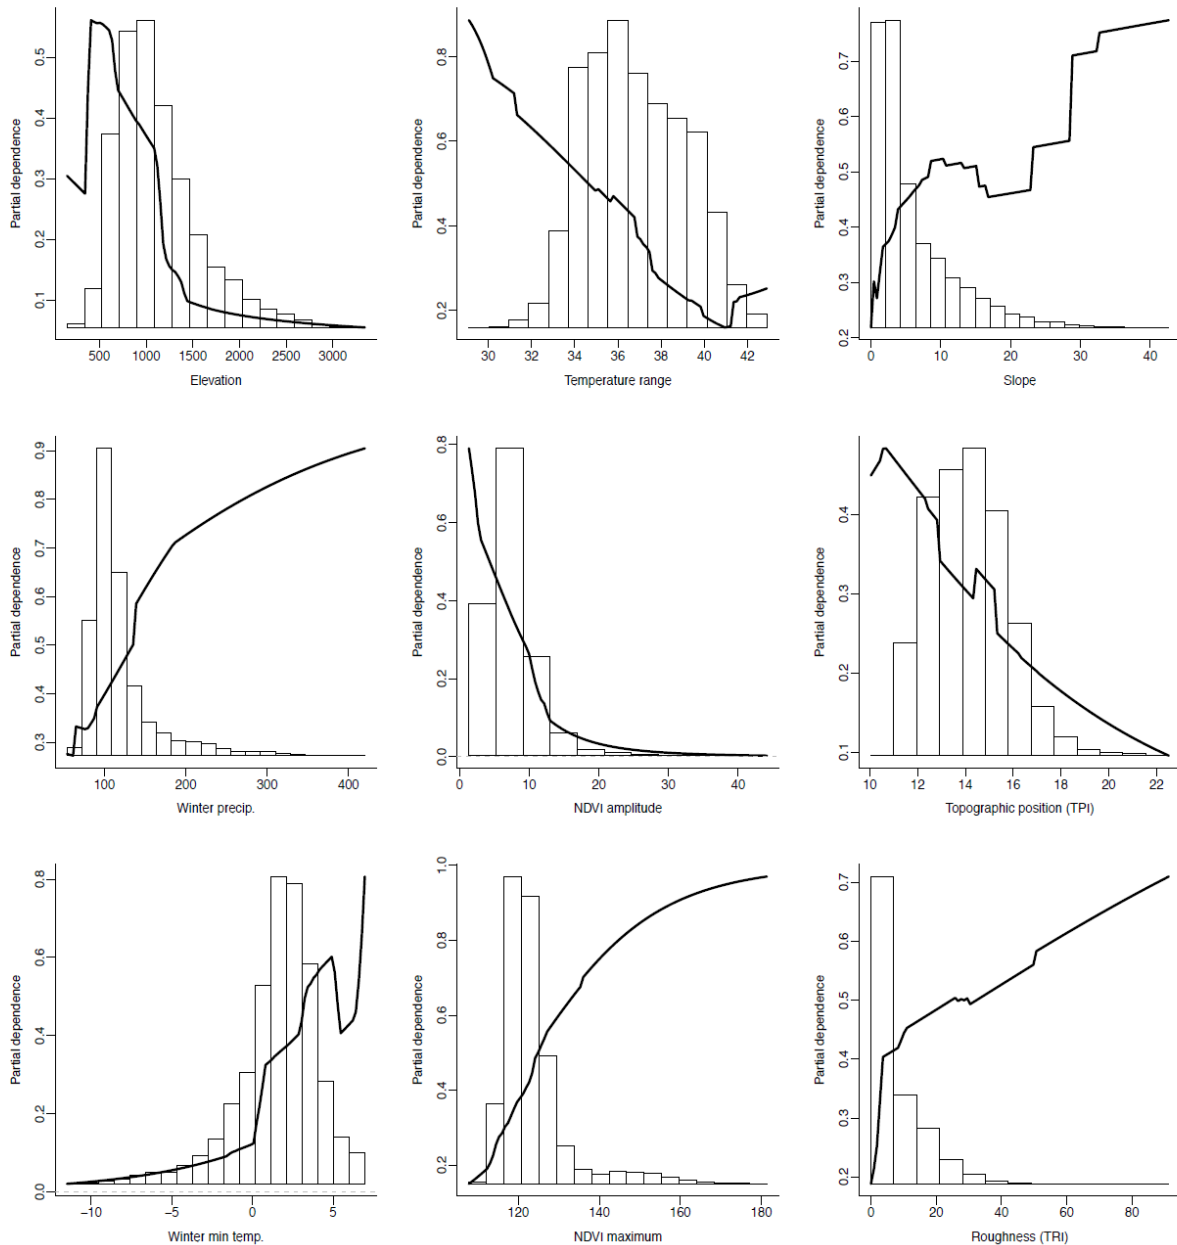 Partial dependence
0.1 0.2 0.3 0.4 0.5
500 1000 1500 2000 2500 3000
Elevation
Partial dependence
0.2 0.4 0.6 0.8
30 32 34 36 38 40 42
Temperature range
Partial dependence
0.2 0.3 0.4 0.5 0.6 0.7
0 10 20 30 40
Slope
Partial dependence
0.3 0.4 0.5 0.6 0.7 0.8 0.9
100 200 300 400
Winter precip.
Partial dependence
0.0 0.2 0.4 0.6 0.8
0 10 20 30 40
NDVI amplitude
Partial dependence
0.1 0.2 0.3 0.4
10 12 14 16 18 20 22
Topographic position (TPI)
Partial dependence
0.0 0.2 0.4 0.6 0.8
−10 −5 0 5
Winter min temp.
Partial dependence
0.2 0.4 0.6 0.8 1.0
120 140 160 180
NDVI maximum
Partial dependence
0.2 0.3 0.4 0.5 0.6 0.7
0 20 40 60 80
Roughness (TRI)